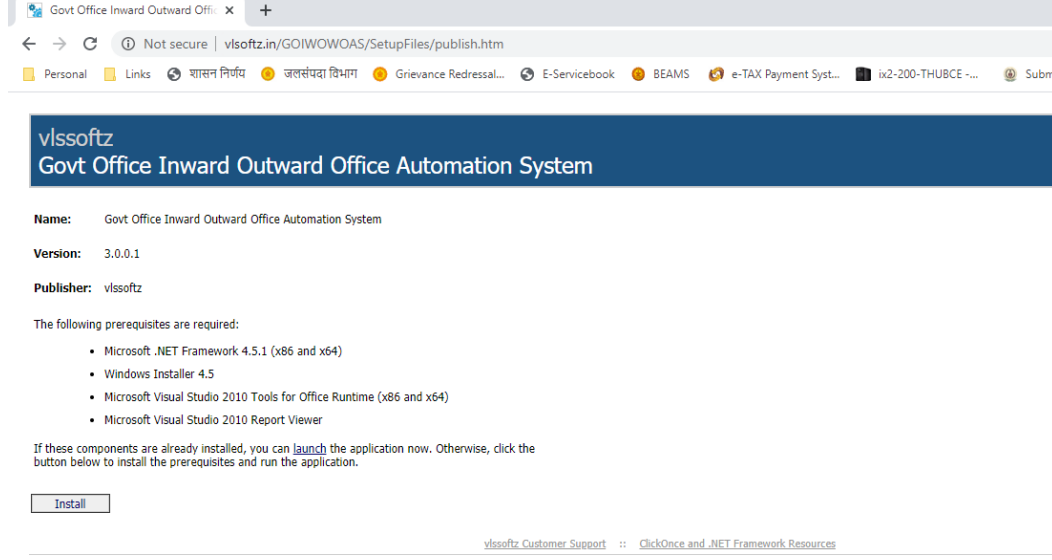 Govt Office Inward Outward Offic
Not secure | vlsoftz.in/GOIWOWOAS/SetupFiles/publish.htm
Personal Links शासन निर्णय जलसंपदा विभाग Grievance Redressal... E-Servicebook BEAMS e-TAX Payment Syst... ix2-200-THUBCE -... Subm
vlssoftz
Govt Office Inward Outward Office Automation System
Name: Govt Office Inward Outward Office Automation System
Version: 3.0.0.1
Publisher: vlssoftz
The following prerequisites are required:
• Microsoft .NET Framework 4.5.1 (x86 and x64)
• Windows Installer 4.5
• Microsoft Visual Studio 2010 Tools for Office Runtime (x86 and x64)
• Microsoft Visual Studio 2010 Report Viewer
If these components are already installed, you can launch the application now. Otherwise, click the
button below to install the prerequisites and run the application.
Install
vlssoftz Customer Support :: ClickOnce and .NET Framework Resources